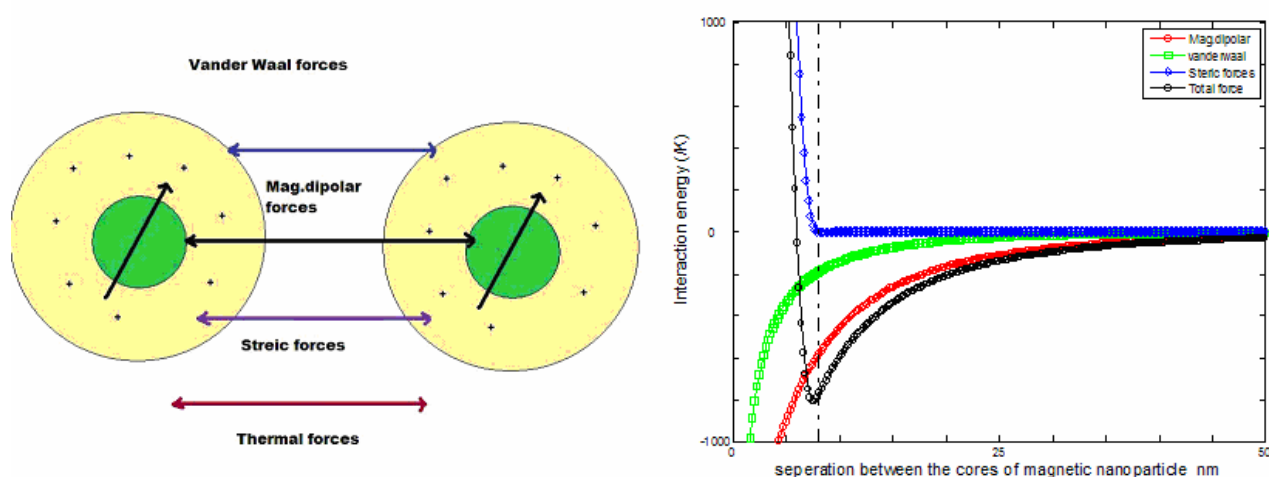 Vander Waal forces
Mag.dipolar
forces
Streic forces
Thermal forces
Interaction energy (/K)
1000
0
-1000
0
25
50
seperation between the cores of magnetic nanoparticle nm
Mag.dipolar
vanderwaal
Steric forces
Total force